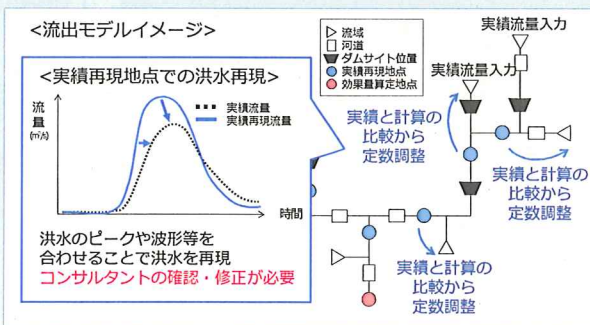 <流出モデルイメージ>
<実績再現地点での洪水再現>
流量
(㎥/s)
実績流量
実績再現流量
時間
洪水のピークや波形等を
合わせることで洪水を再現
コンサルタントの確認・修正が必要
流域
河道
ダムサイト位置
実績再現地点
効果量算定地点
実績流量入力
実績流量入力
実績と計算の
比較から
定数調整
実績と計算の
比較から
定数調整
実績と計算の
比較から
定数調整